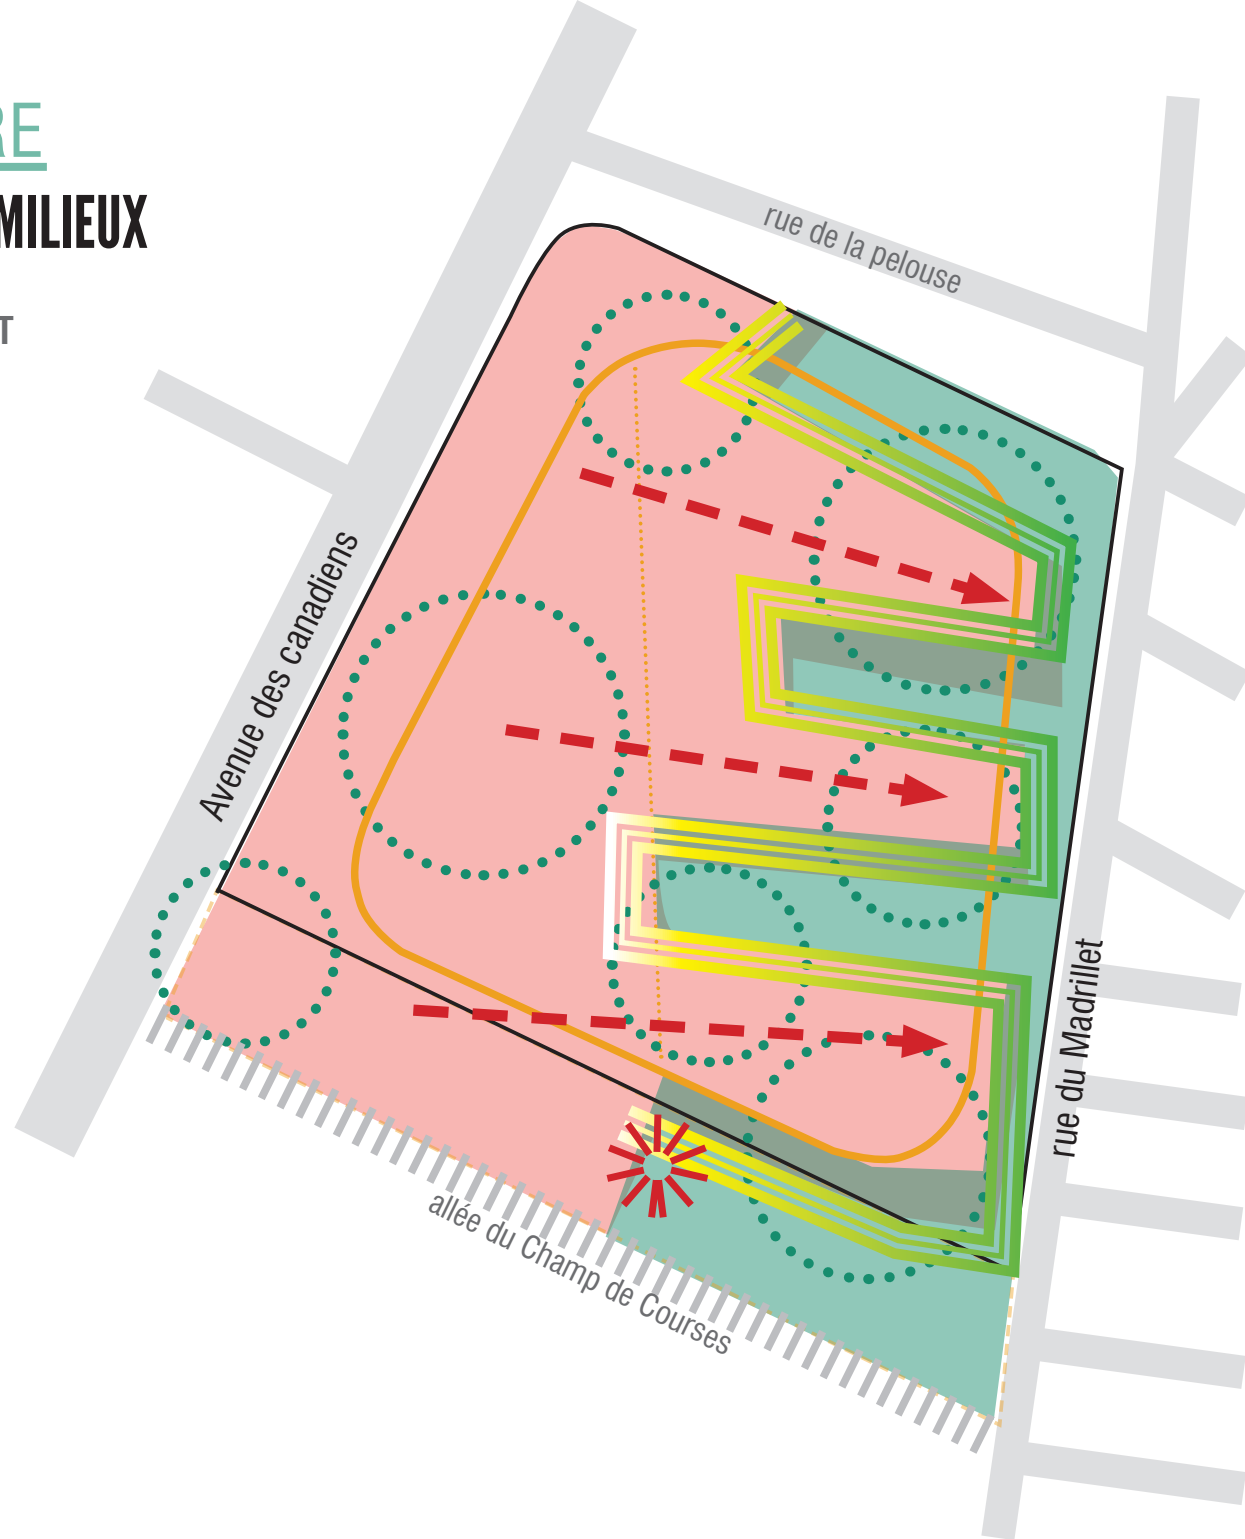 RE
MILIEUX
T
rue de la pelouse
Avenue des canadiens
rue du Madrillet
allée du Champ de Courses